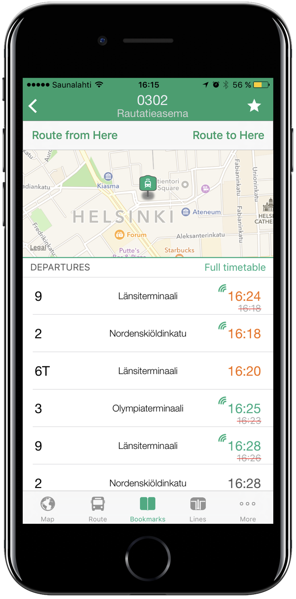 Saunalahti 16:15 56 %
0302
Rautatieasema
Route from Here Route to Here
Kiasma
mentori
Square
Fabianinkatu
Unioninkatu
HELSINKI
Ateneum
HELSINKI
CATHE
Forum
Aleksanterinkatu
Starbucks
Putte's
Legal
DEPARTURES Full timetable
9 Länsiterminaali 16:24
16:18
2 Nordenskiöldinkatu 16:18
6T Länsiterminaali 16:20
3 Olympiaterminaali 16:25
16:23
9 Länsiterminaali 16:28
16:26
2 Nordenskiöldinkatu 16:28
Map Route Bookmarks Lines More